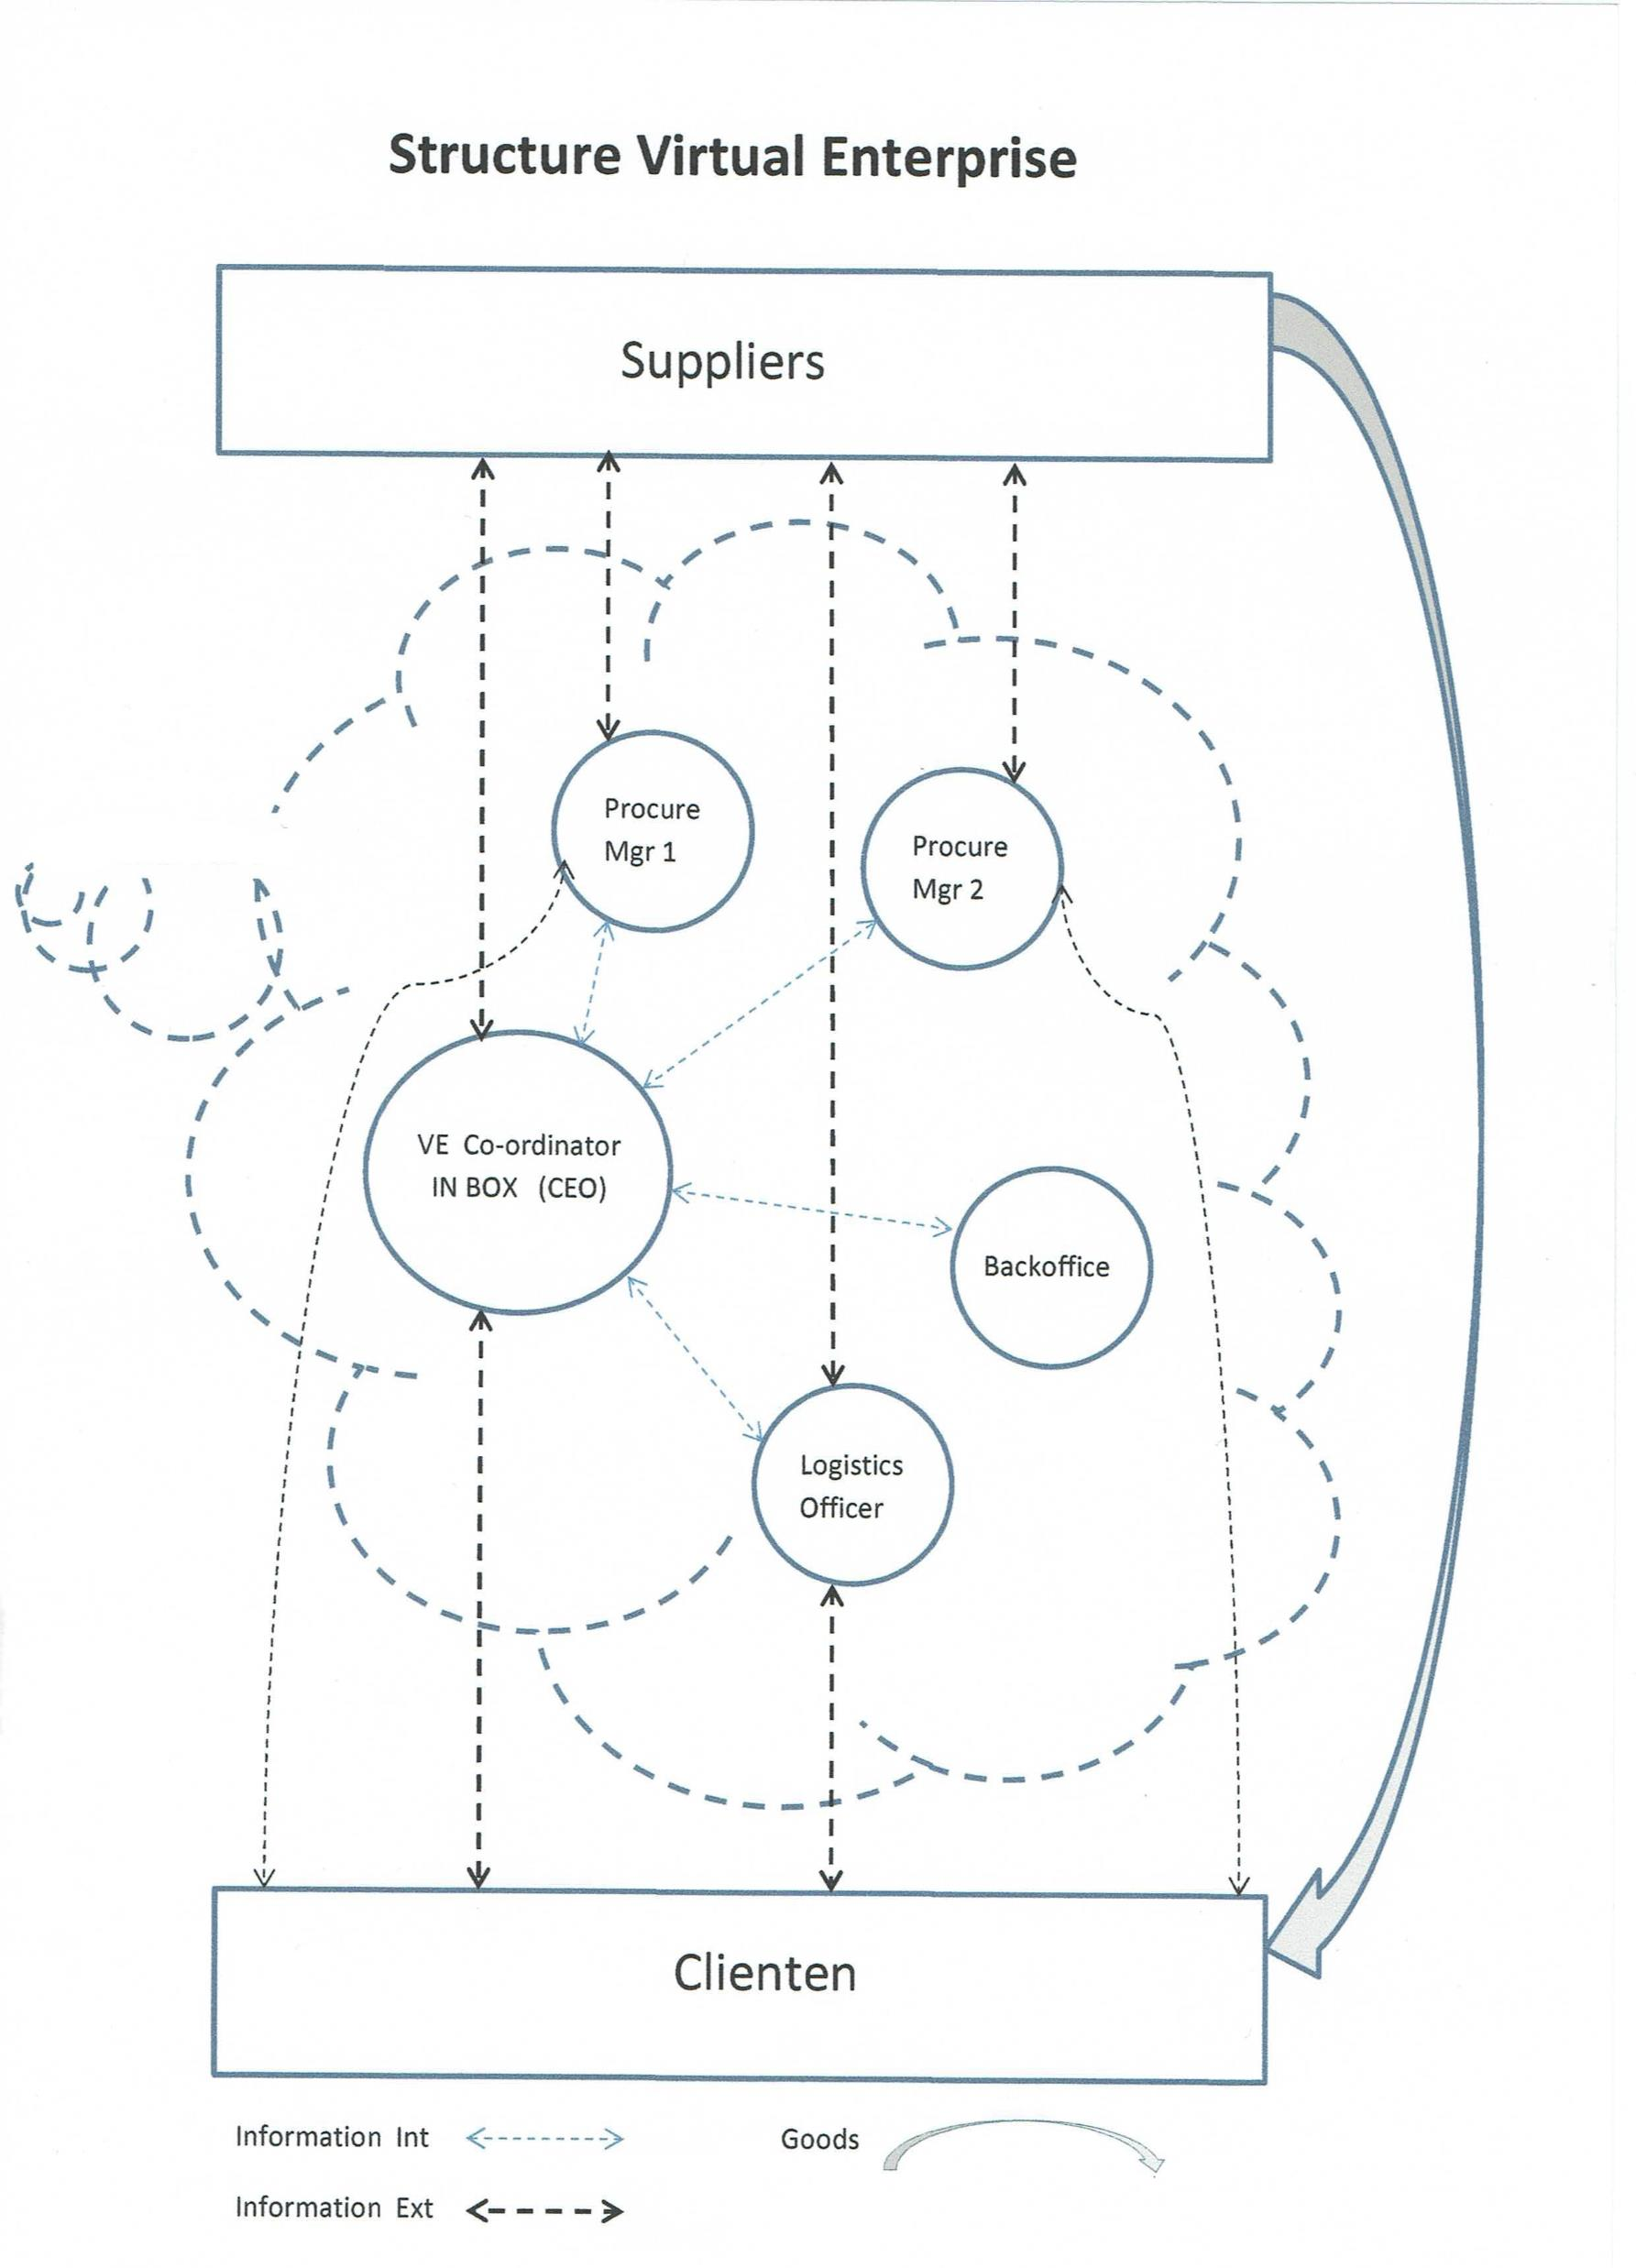 Structure Virtual Enterprise
Suppliers
Procure
Mgr 1
Procure
Mgr 2
VE Co-ordinator
IN BOX (CEO)
Backoffice
Logistics
Officer
Clienten
Information Int
Goods
Information Ext